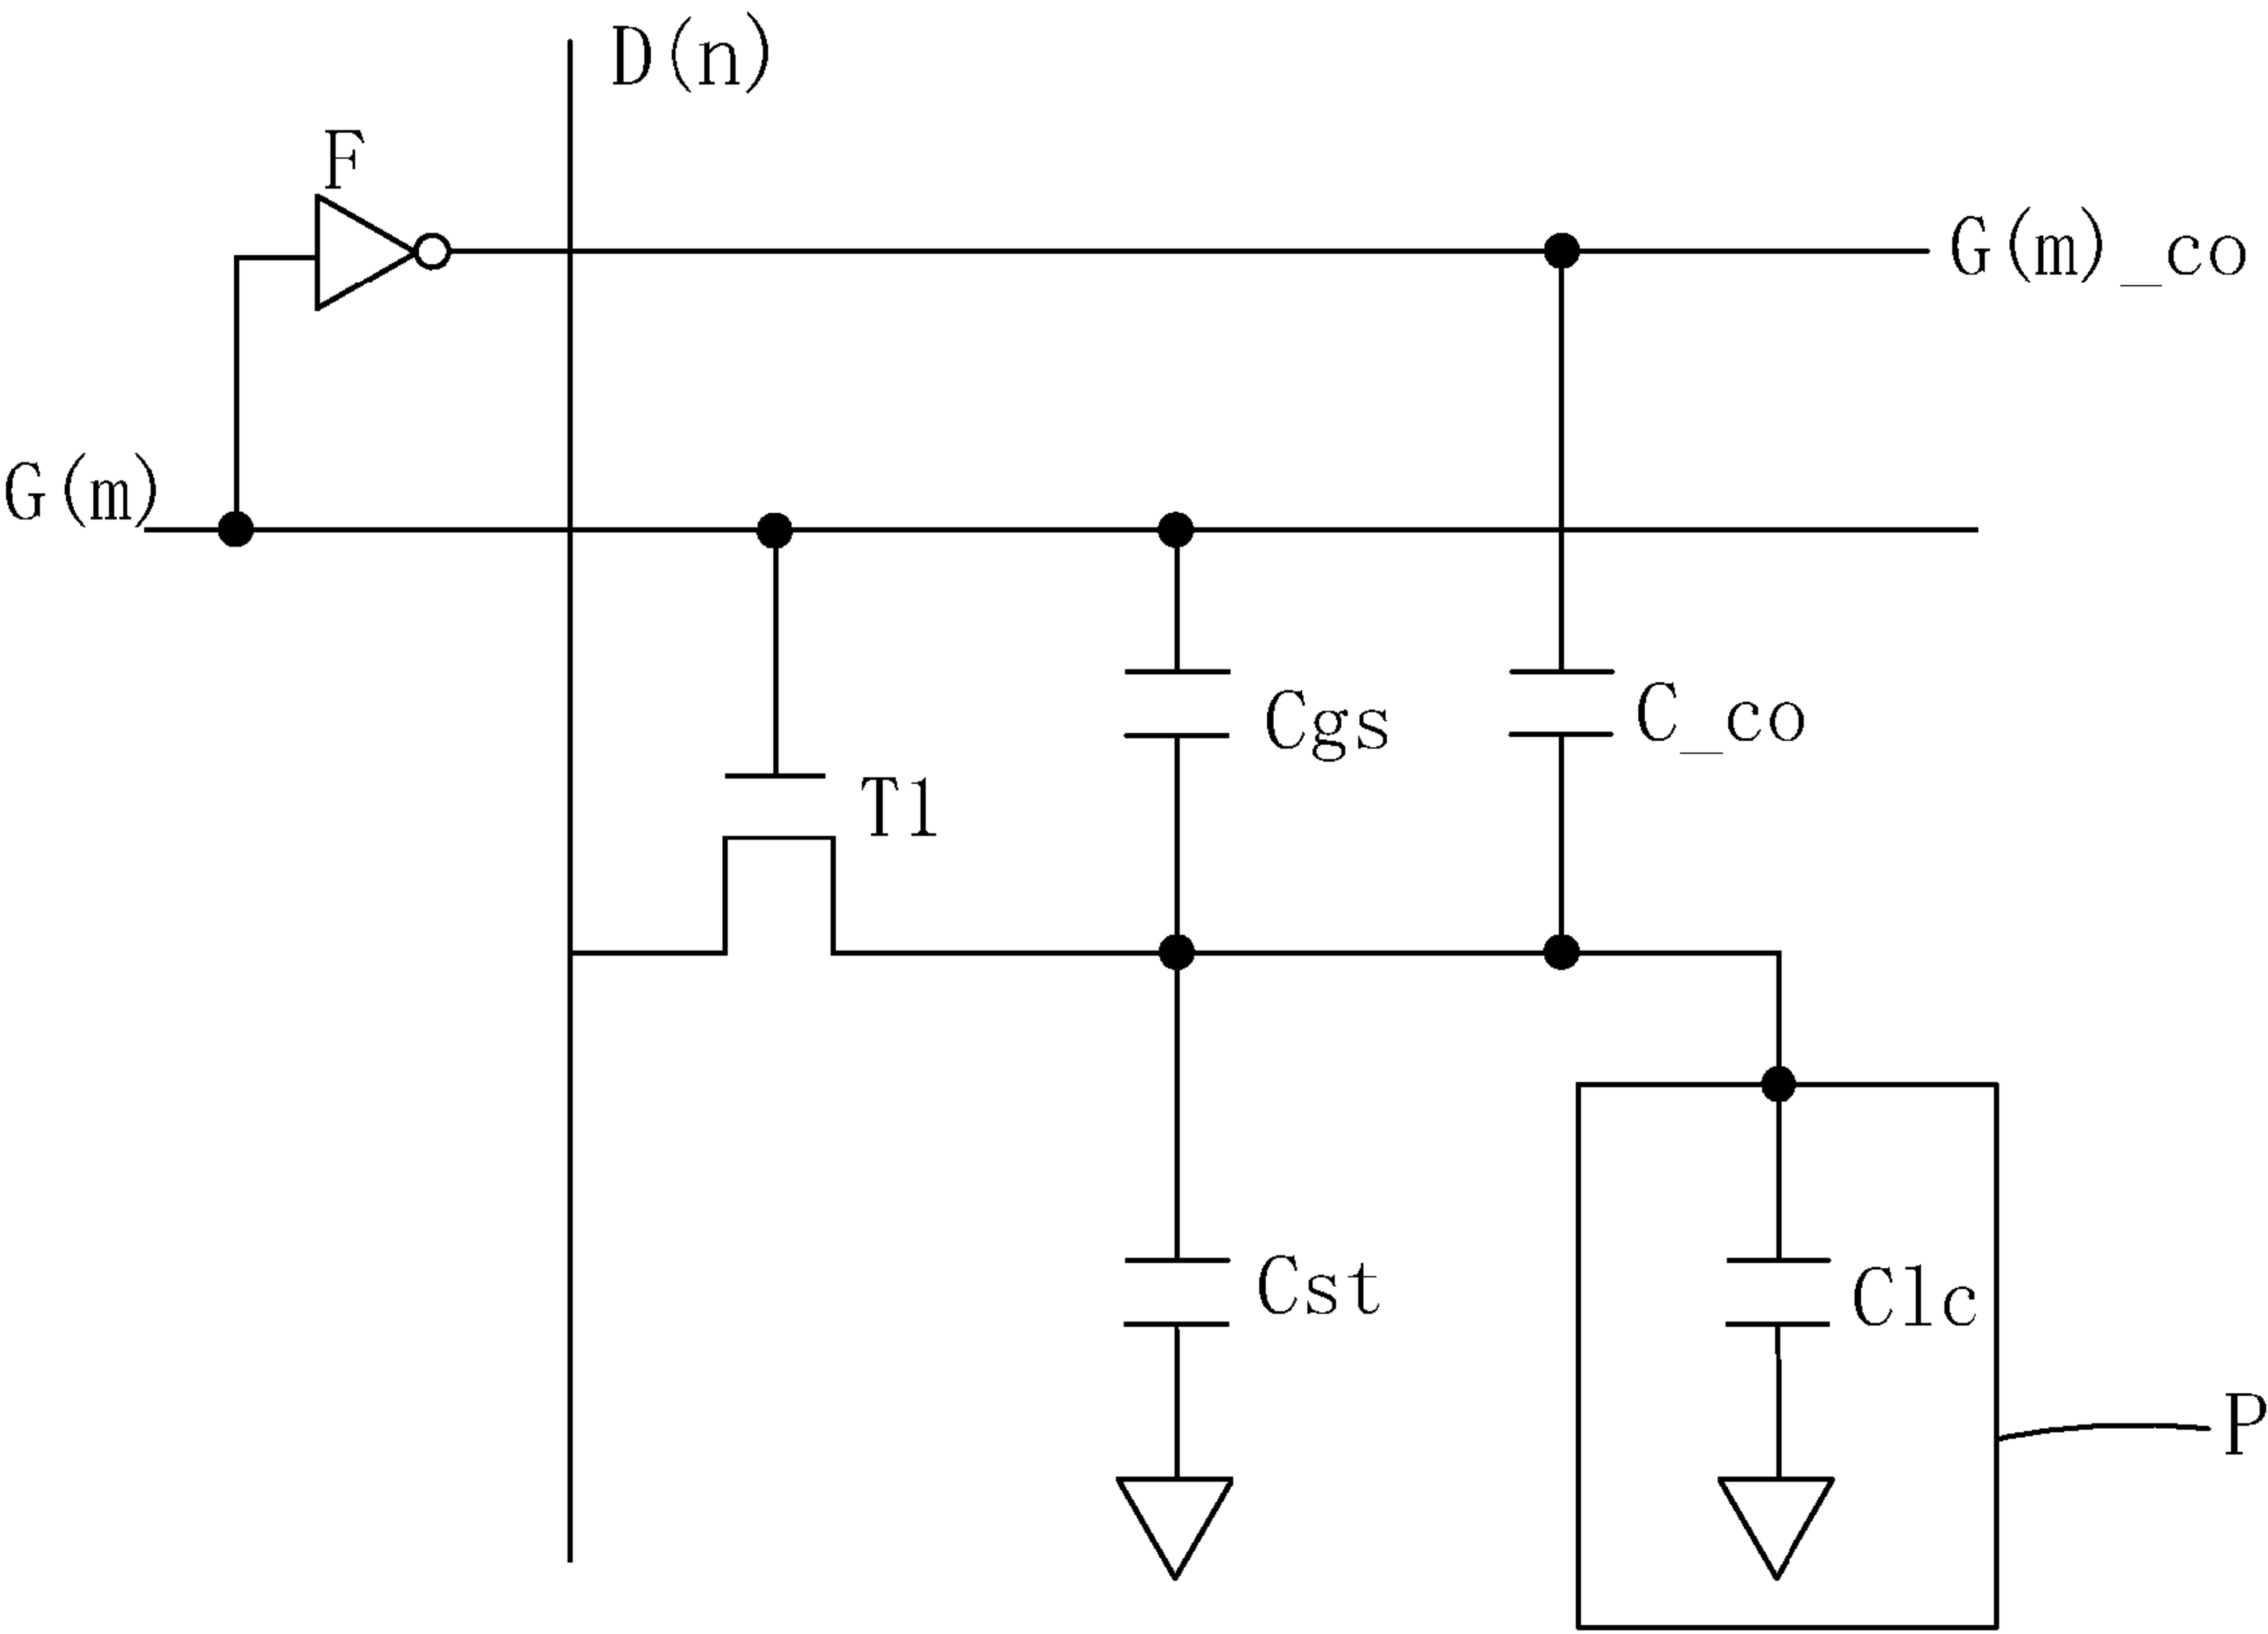 D(n)
F
G(m)_co
G(m)
Cgs
C_co
T1
Cst
Clc
P